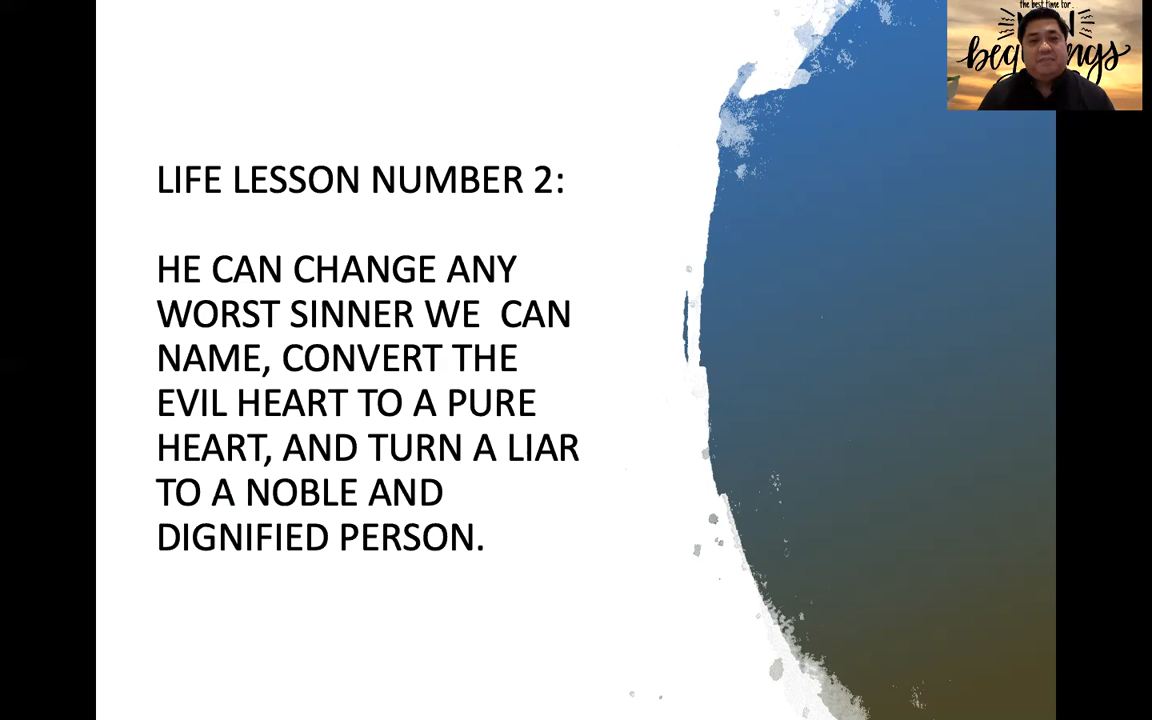 the best time for
beginnings
LIFE LESSON NUMBER 2:
HE CAN CHANGE ANY
WORST SINNER WE CAN
NAME, CONVERT THE
EVIL HEART TO A PURE
HEART, AND TURN A LIAR
TO A NOBLE AND
DIGNIFIED PERSON.